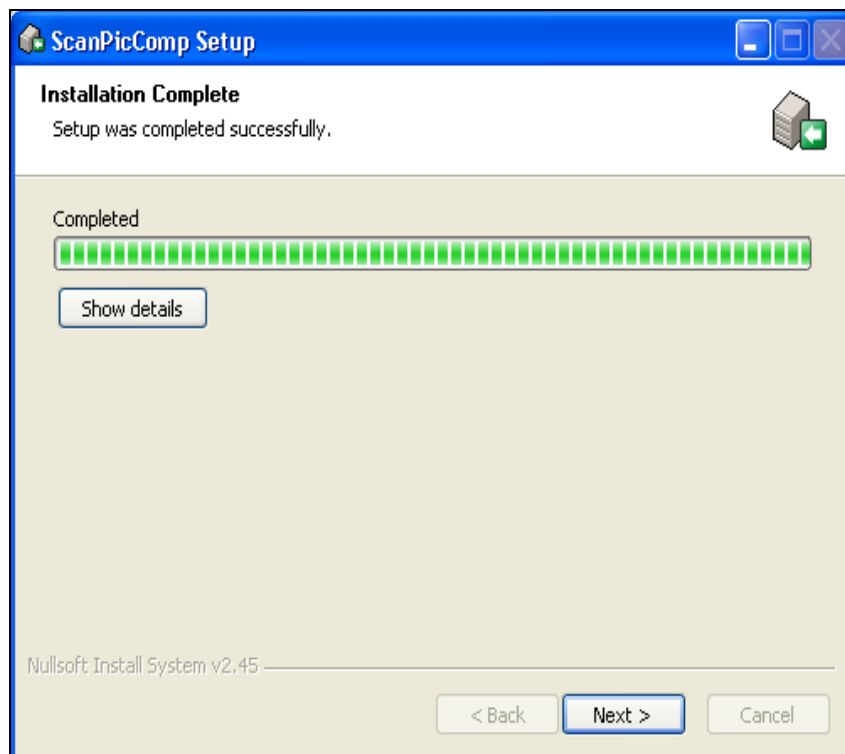 ScanPicComp Setup
Installation Complete
Setup was completed successfully.
Completed
Show details
Nullsoft Install System v2.45
< Back Next > Cancel